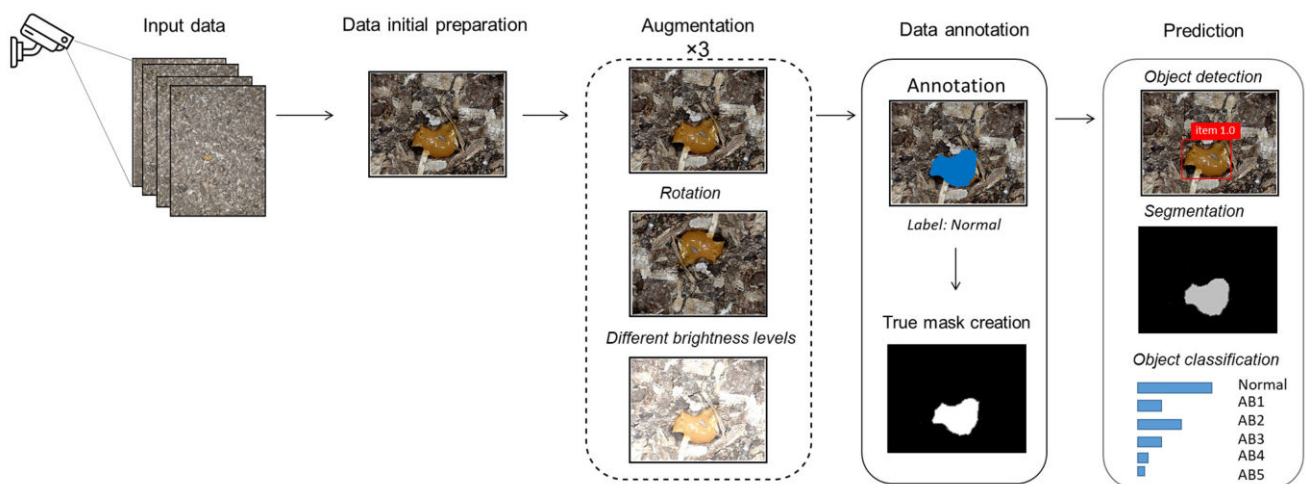 Input data
Data initial preparation
Augmentation
×3
Rotation
Different brightness levels
Data annotation
Annotation
Label: Normal
True mask creation
Prediction
Object detection
item 1.0
Segmentation
Object classification
Normal
AB1
AB2
AB3
AB4
AB5